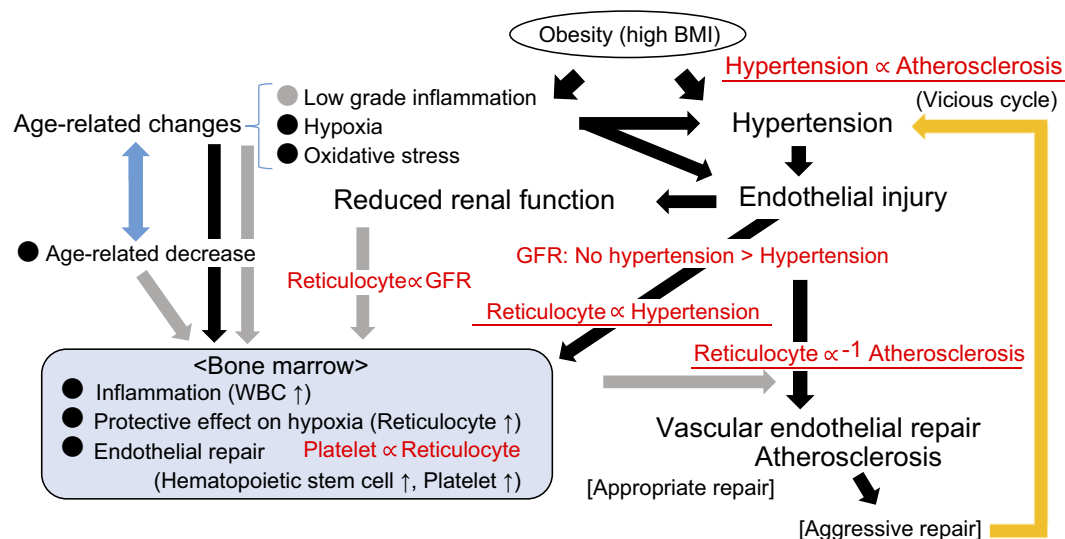 Obesity (high BMI)
Hypertension ∝ Atherosclerosis
(Vicious cycle)
Low grade inflammation
Age-related changes
Hypoxia
Oxidative stress
Hypertension
Reduced renal function
Endothelial injury
Age-related decrease
GFR: No hypertension > Hypertension
Reticulocyte∝GFR
Reticulocyte ∝ Hypertension
Reticulocyte ∝-1 Atherosclerosis
<Bone marrow>
Inflammation (WBC ↑)
Protective effect on hypoxia (Reticulocyte ↑)
Endothelial repair Platelet ∝ Reticulocyte
(Hematopoietic stem cell ↑, Platelet ↑)
Vascular endothelial repair
Atherosclerosis
[Appropriate repair]
[Aggressive repair]